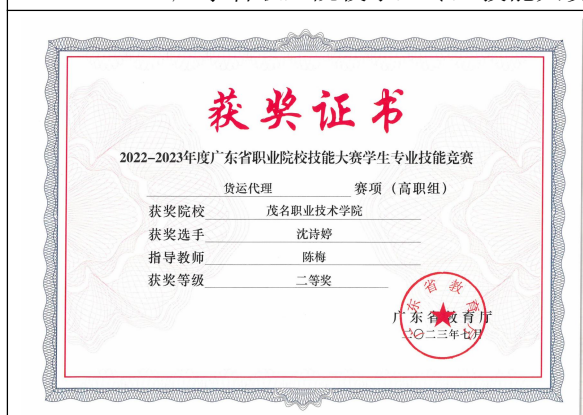 获奖证书
2022-2023年度广东省职业院校技能大赛学生专业技能竞赛
货运代理 赛项（高职组）
获奖院校 茂名职业技术学院
获奖选手 沈诗婷
指导教师 陈梅
获奖等级 二等奖
广东省教育厅
二〇二三年七月